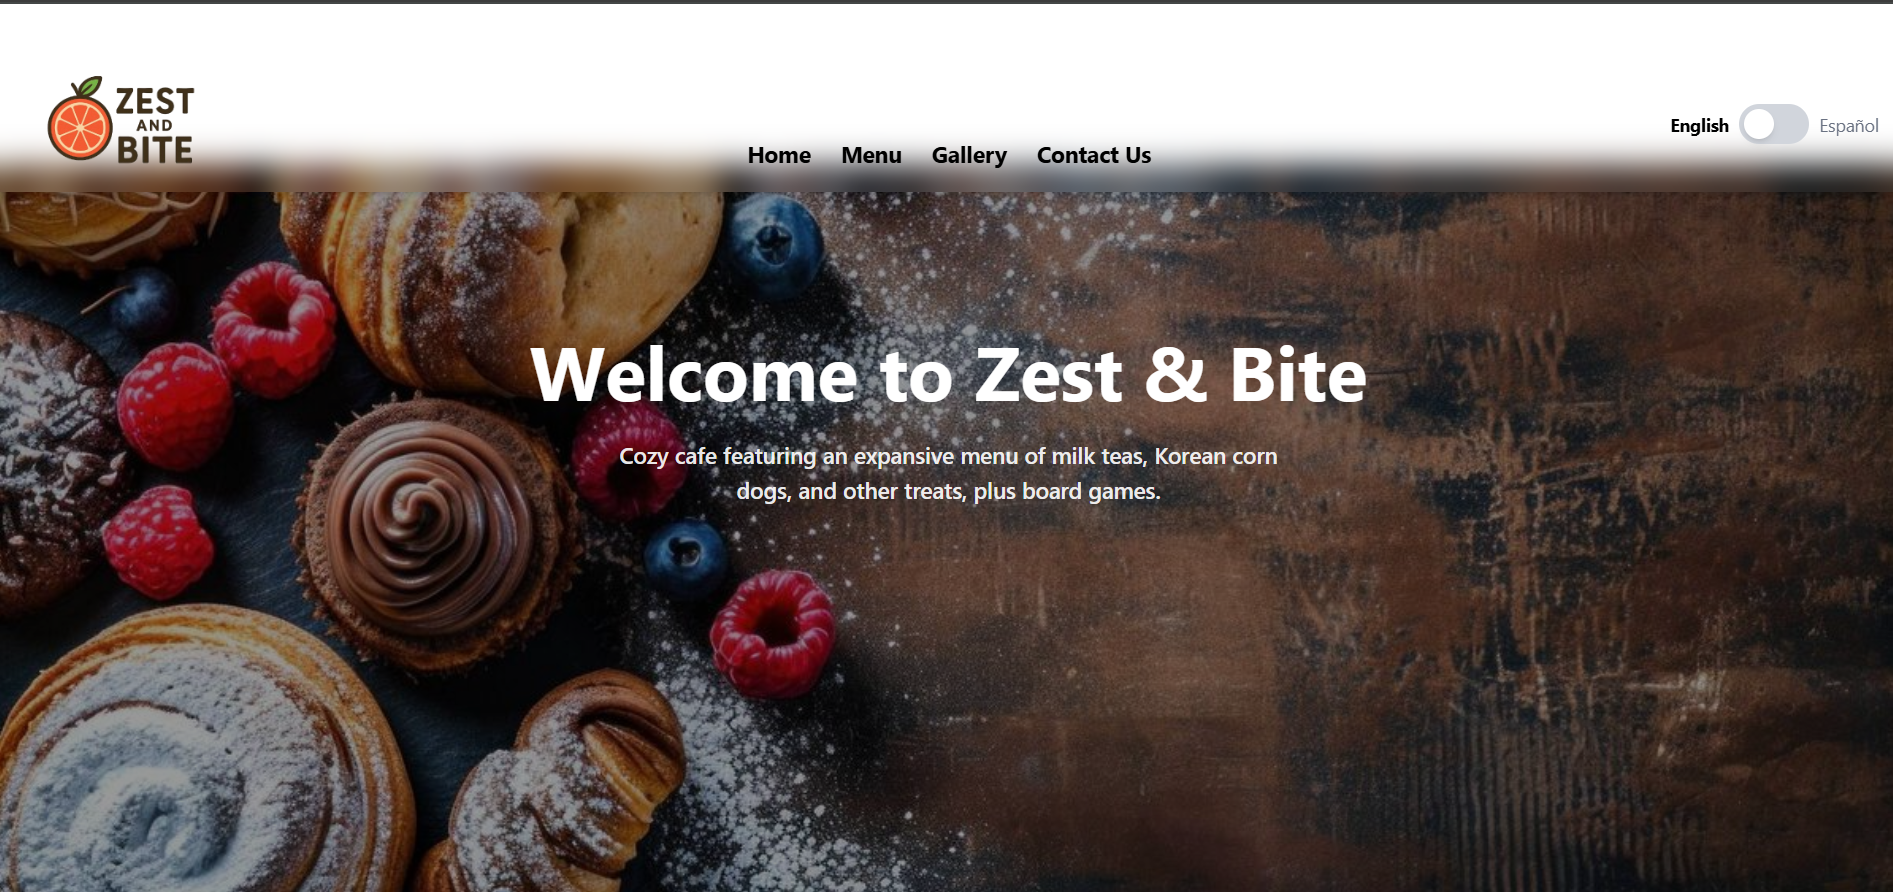 ZEST
AND
BITE
English
Español
Home Menu Gallery Contact Us
Welcome to Zest & Bite
Cozy cafe featuring an expansive menu of milk teas, Korean corn
dogs, and other treats, plus board games.